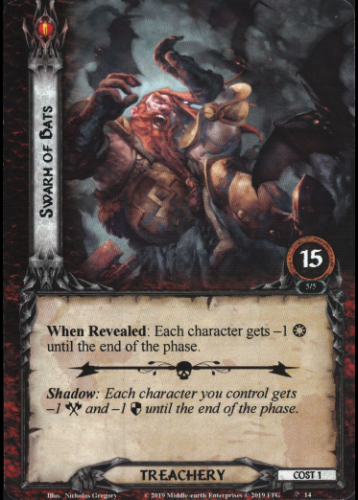 Swarm of Bats
15
5/5
When Revealed: Each character gets –1
until the end of the phase.
Shadow: Each character you control gets
–1 and –1 until the end of the phase.
TREACHERY
COST 1
Illus. Nicholas Gregory
© 2019 Middle-earth Enterprises © 2019 FFG
14